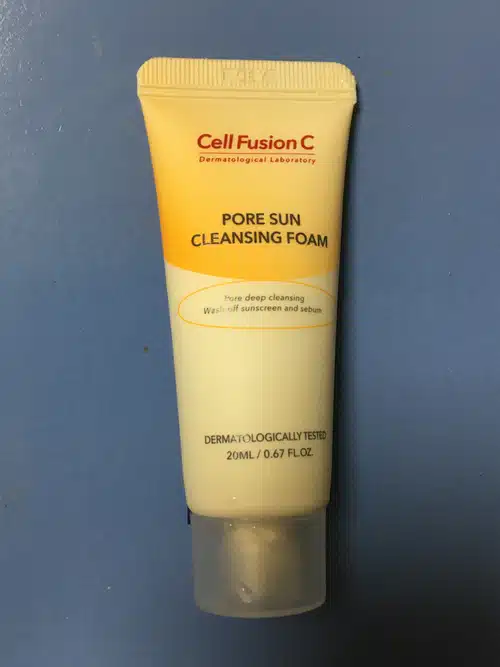 Cell Fusion C
Dermatological Laboratory
PORE SUN
CLEANSING FOAM
Pore deep cleansing
Wash off sunscreen and sebum
DERMATOLOGICALLY TESTED
20ML / 0.67 FL.OZ.